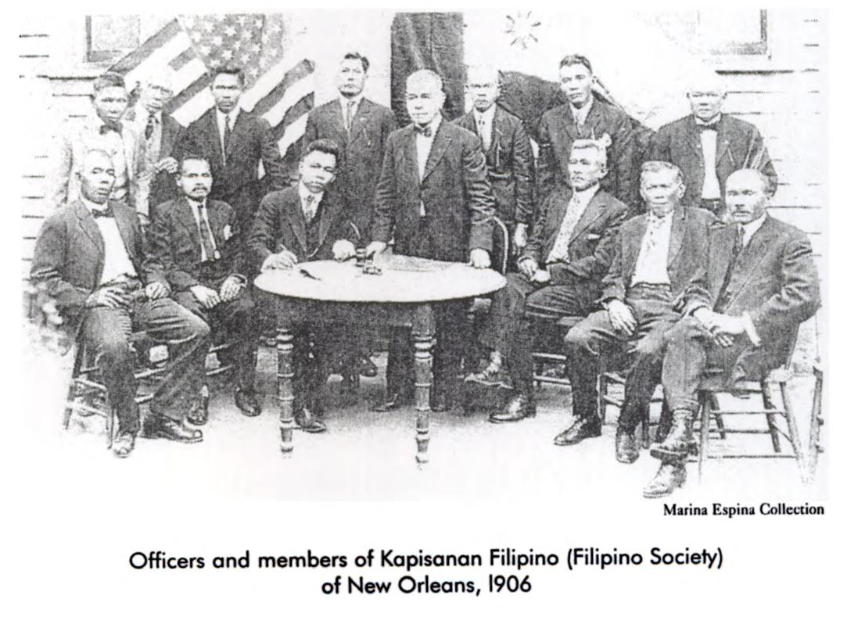 Marina Espina Collection
Officers and members of Kapisanan Filipino (Filipino Society)
of New Orleans, 1906